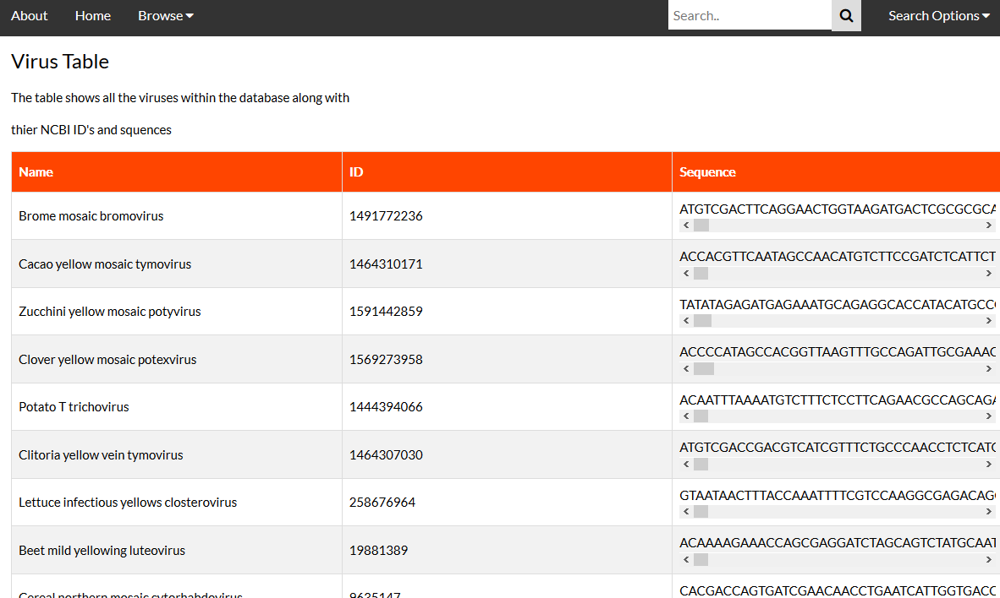 About Home Browse Search.. Search Options
Virus Table
The table shows all the viruses within the database along with
thier NCBI ID's and squences
Name ID Sequence
Brome mosaic bromovirus 1491772236 ATGTCGACTTCAGGAACTGGTAAGATGACTCGCGCGCA
Cacao yellow mosaic tymovirus 1464310171 ACCACGTTCAATAGCCAACATGTCTTCCGATCTCATTCT
Zucchini yellow mosaic potyvirus 1591442859 TATATAGAGATGAGAAATGCAGAGGCACCATACATGCC
Clover yellow mosaic potexvirus 1569273958 ACCCCATAGCCACGGTTAAGTTTGCCAGATTGCGAAAC
Potato T trichovirus 1444394066 ACAATTTAAAATGTCTTTCTCCTTCAGAACGCCAGCAGA
Clitoria yellow vein tymovirus 1464307030 ATGTCGACCGACGTCATCGTTTCTGCCCAACCTCTCATC
Lettuce infectious yellows closterovirus 258676964 GTAATAACTTTACCAAATTTTCGTCCAAGGCGAGACAG
Beet mild yellowing luteovirus 19881389 ACAAAAGAAACCAGCGAGGATCTAGCAGTCTATGCAAT
Cereal northern mosaic cytorhabdovirus 9635147 CACGACCAGTGATCGAACAACCTGAATCATTGGTGACC